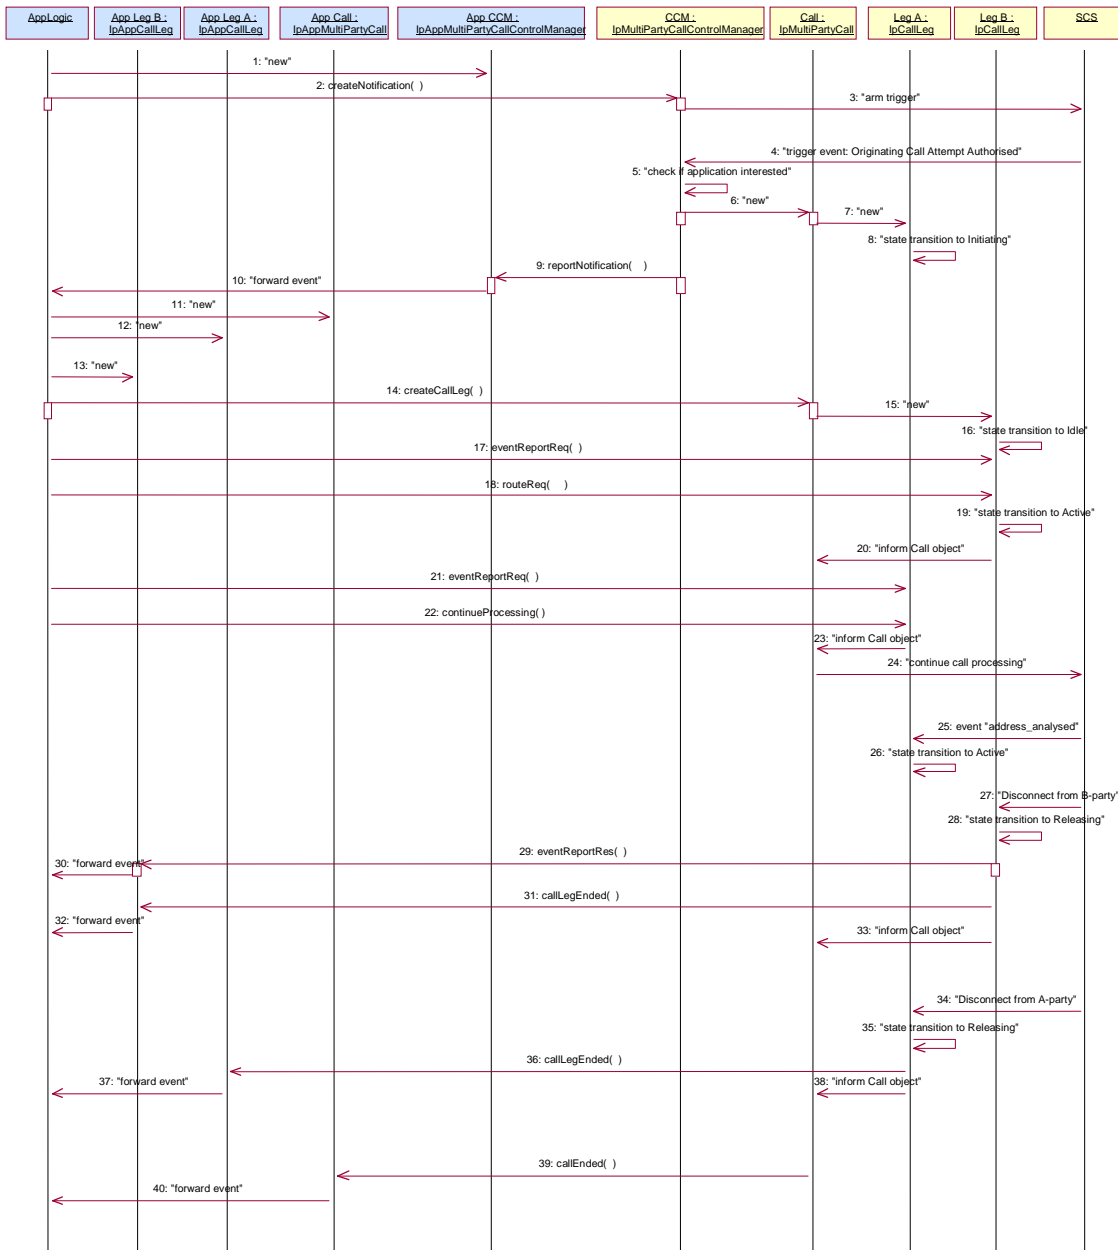 AppLogic
App Leg B :
IpAppCallLeg
App Leg A :
IpAppCallLeg
App Call :
IpAppMultiPartyCall
App CCM :
IpAppMultiPartyCallControlManager
CCM :
IpMultiPartyCallControlManager
Call :
IpMultiPartyCall
Leg A :
IpCallLeg
Leg B :
IpCallLeg
SCS
1: "new"
2: createNotification( )
3: "arm trigger"
4: "trigger event: Originating Call Attempt Authorised"
5: "check if application interested"
6: "new"
7: "new"
8: "state transition to Initiating"
9: reportNotification( )
10: "forward event"
11: "new"
12: "new"
13: "new"
14: createCallLeg( )
15: "new"
16: "state transition to Idle"
17: eventReportReq( )
18: routeReq( )
19: "state transition to Active"
20: "inform Call object"
21: eventReportReq( )
22: continueProcessing( )
23: "inform Call object"
24: "continue call processing"
25: event "address_analysed"
26: "state transition to Active"
27: "Disconnect from B-party"
28: "state transition to Releasing"
29: eventReportRes( )
30: "forward event"
31: callLegEnded( )
32: "forward event"
33: "inform Call object"
34: "Disconnect from A-party"
35: "state transition to Releasing"
36: callLegEnded( )
37: "forward event"
38: "inform Call object"
39: callEnded( )
40: "forward event"